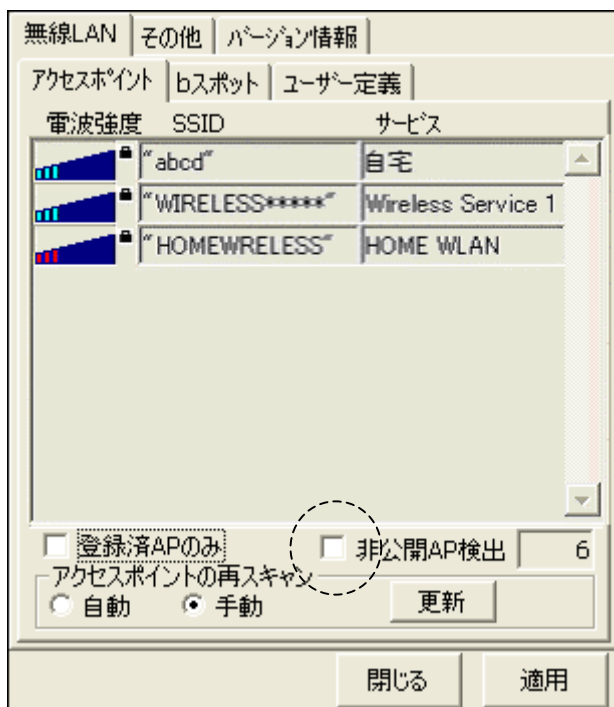 無線LAN その他 バージョン情報
アクセスポイント bスポット ユーザー定義
電波強度 SSID サービス
"abcd" 自宅
"WIRELESS*****" Wireless Service 1
"HOMEWRELESS" HOME WLAN
登録済APのみ 非公開AP検出 6
アクセスポイントの再スキャン
自動 手動 更新
閉じる 適用